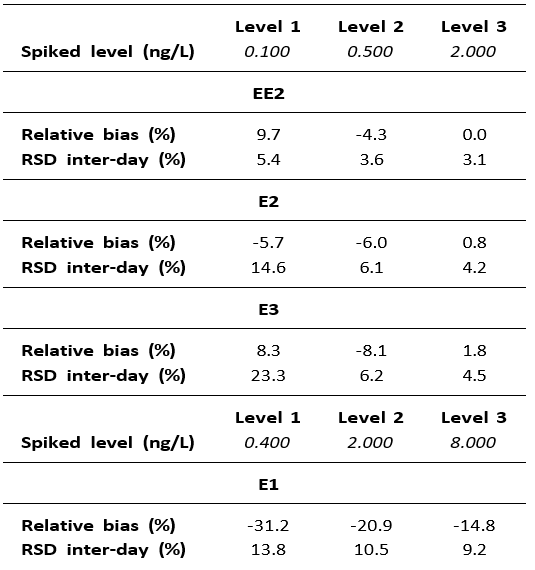 Level 1 Level 2 Level 3
Spiked level (ng/L) 0.100 0.500 2.000
EE2
Relative bias (%) 9.7 -4.3 0.0
RSD inter-day (%) 5.4 3.6 3.1
E2
Relative bias (%) -5.7 -6.0 0.8
RSD inter-day (%) 14.6 6.1 4.2
E3
Relative bias (%) 8.3 -8.1 1.8
RSD inter-day (%) 23.3 6.2 4.5
Level 1 Level 2 Level 3
Spiked level (ng/L) 0.400 2.000 8.000
E1
Relative bias (%) -31.2 -20.9 -14.8
RSD inter-day (%) 13.8 10.5 9.2